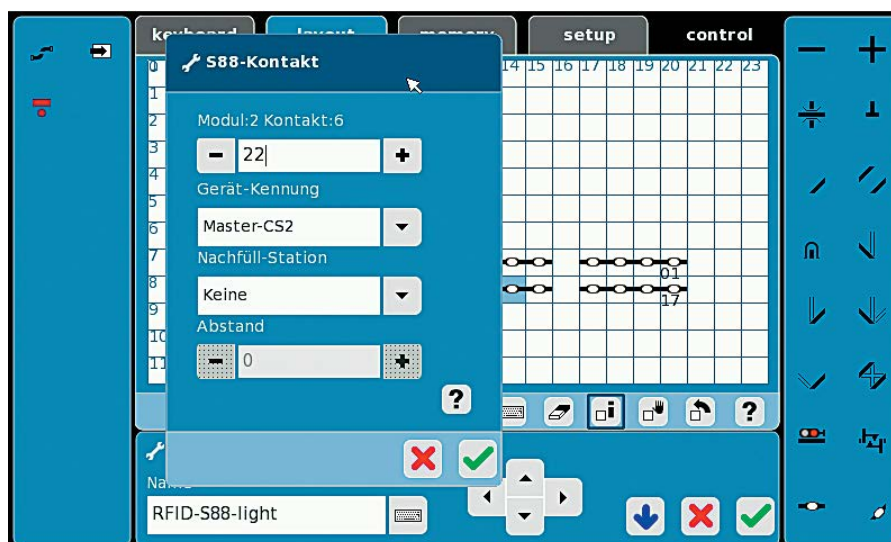 keyboard layout memory setup control
S88-Kontakt
0 14 15 16 17 18 19 20 21 22 23
1
Modul:2 Kontakt:6
2
3
22
4
Gerät-Kennung
5
6
Master-CS2
7
Nachfüll-Station
01
8
Keine
17
9
Abstand
10
11
0
?
?
Name
RFID-S88-light